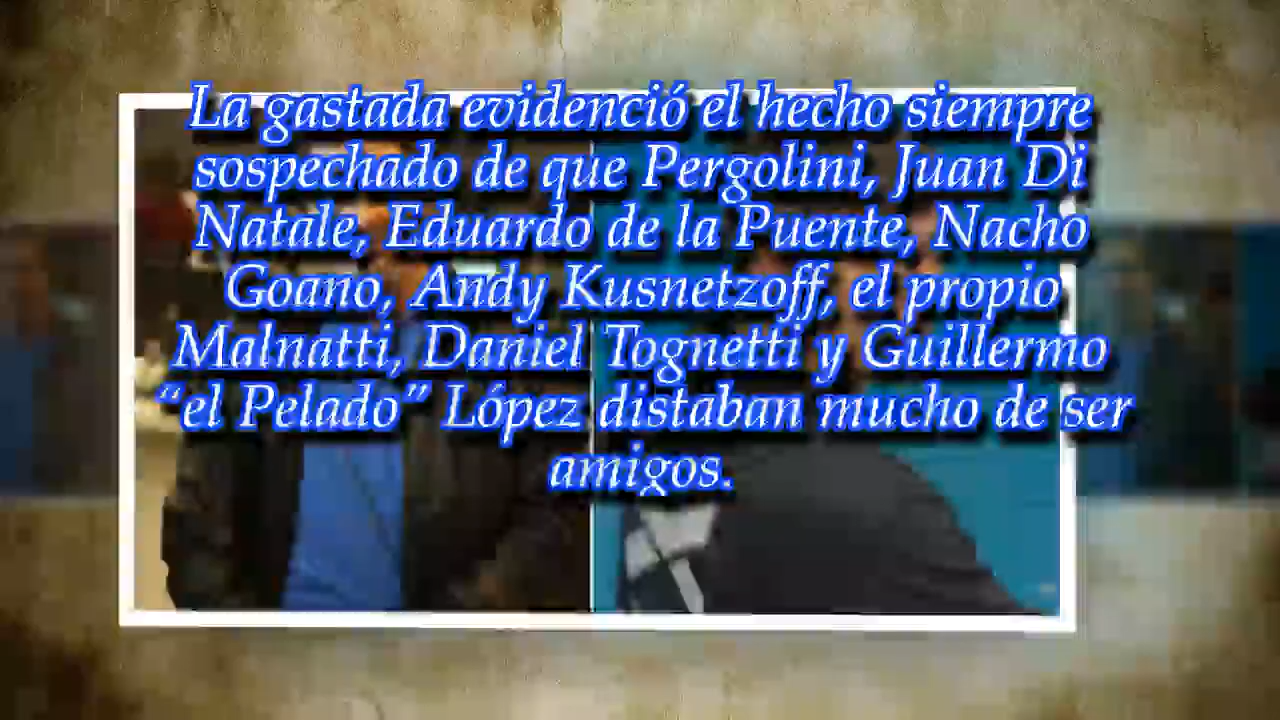 La gastada evidenció el hecho siempre
sospechado de que Pergolini, Juan Di
Natale, Eduardo de la Puente, Nacho
Goano, Andy Kusnetzoff, el propio
Malnatti, Daniel Tognetti y Guillermo
“el Pelado” López distaban mucho de ser
amigos.